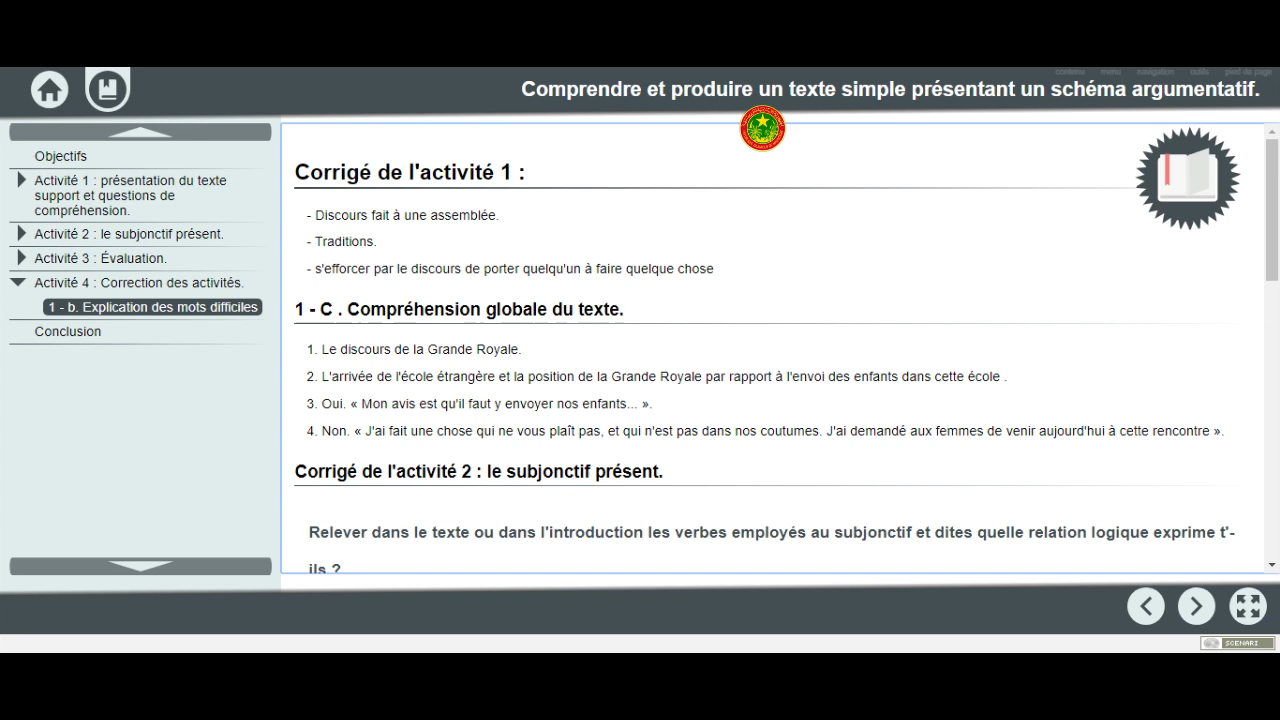 contenu menu navigation outils pied de page
Comprendre et produire un texte simple présentant un schéma argumentatif.
Objectifs
Activité 1 : présentation du texte
support et questions de
compréhension.
Activité 2 : le subjonctif présent.
Activité 3 : Évaluation.
Activité 4 : Correction des activités.
1 - b. Explication des mots difficiles
Conclusion
Corrigé de l'activité 1 :
- Discours fait à une assemblée.
- Traditions.
- s'efforcer par le discours de porter quelqu'un à faire quelque chose
1 - C . Compréhension globale du texte.
1. Le discours de la Grande Royale.
2. L'arrivée de l'école étrangère et la position de la Grande Royale par rapport à l'envoi des enfants dans cette école .
3. Oui. « Mon avis est qu'il faut y envoyer nos enfants... ».
4. Non. « J'ai fait une chose qui ne vous plaît pas, et qui n'est pas dans nos coutumes. J'ai demandé aux femmes de venir aujourd'hui à cette rencontre ».
Corrigé de l'activité 2 : le subjonctif présent.
Relever dans le texte ou dans l'introduction les verbes employés au subjonctif et dites quelle relation logique exprime t'-
ils ?
SCENARI